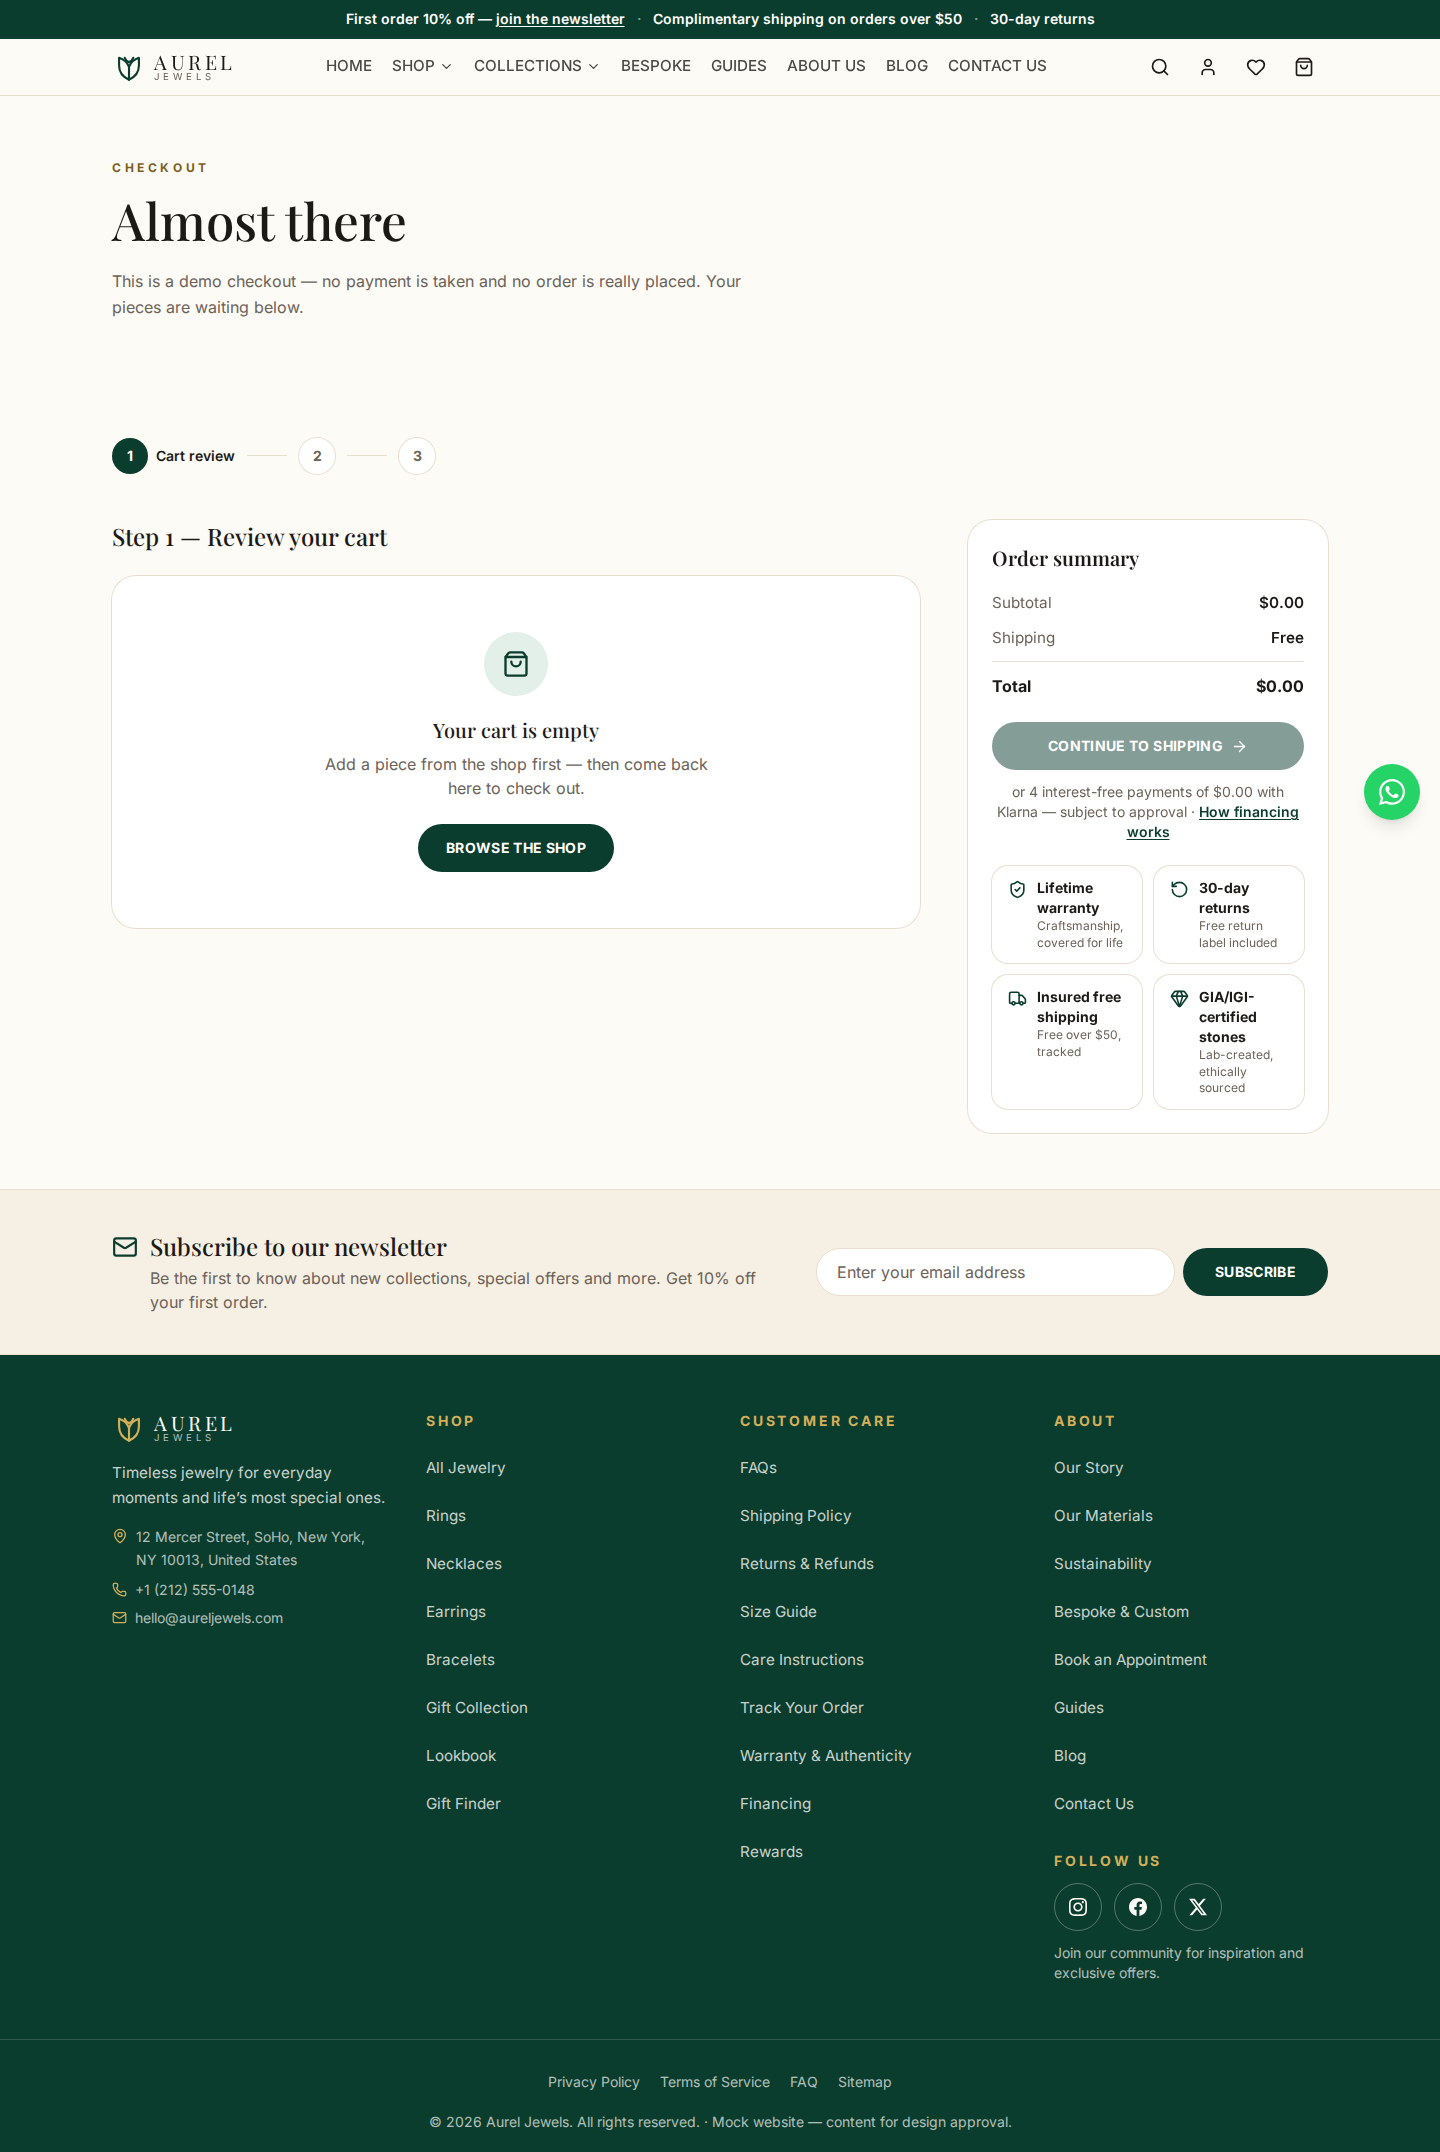 First order 10% off — join the newsletter · Complimentary shipping on orders over $50 · 30-day returns
AUREL
JEWELS
HOME SHOP COLLECTIONS BESPOKE GUIDES ABOUT US BLOG CONTACT US
CHECKOUT
Almost there
This is a demo checkout — no payment is taken and no order is really placed. Your
pieces are waiting below.
1 Cart review 2 3
Step 1 — Review your cart
Your cart is empty
Add a piece from the shop first — then come back
here to check out.
BROWSE THE SHOP
Order summary
Subtotal $0.00
Shipping Free
Total $0.00
CONTINUE TO SHIPPING
or 4 interest-free payments of $0.00 with
Klarna — subject to approval · How financing
works
Lifetime
warranty
Craftsmanship,
covered for life
30-day
returns
Free return
label included
Insured free
shipping
Free over $50,
tracked
GIA/IGI-
certified
stones
Lab-created,
ethically
sourced
Subscribe to our newsletter
Be the first to know about new collections, special offers and more. Get 10% off
your first order.
Enter your email address
SUBSCRIBE
AUREL
JEWELS
Timeless jewelry for everyday
moments and life’s most special ones.
12 Mercer Street, SoHo, New York,
NY 10013, United States
+1 (212) 555-0148
hello@aureljewels.com
SHOP
All Jewelry
Rings
Necklaces
Earrings
Bracelets
Gift Collection
Lookbook
Gift Finder
CUSTOMER CARE
FAQs
Shipping Policy
Returns & Refunds
Size Guide
Care Instructions
Track Your Order
Warranty & Authenticity
Financing
Rewards
ABOUT
Our Story
Our Materials
Sustainability
Bespoke & Custom
Book an Appointment
Guides
Blog
Contact Us
FOLLOW US
Join our community for inspiration and
exclusive offers.
Privacy Policy Terms of Service FAQ Sitemap
© 2026 Aurel Jewels. All rights reserved. · Mock website — content for design approval.